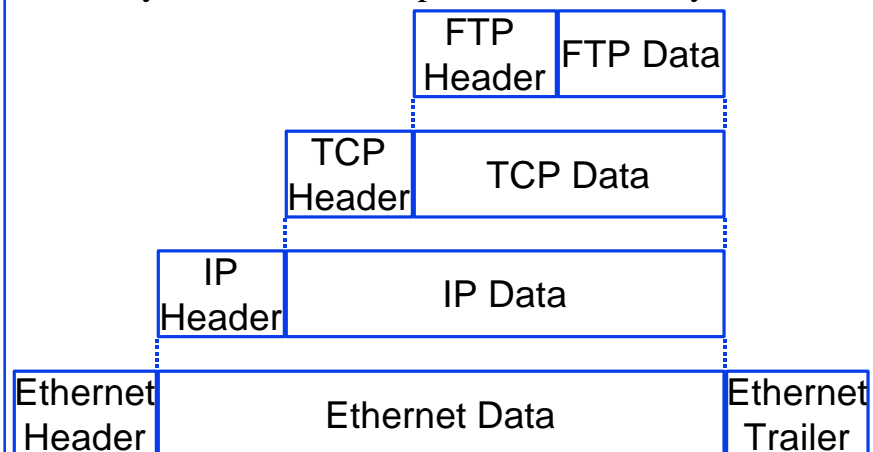 FTP
Header
FTP Data
TCP
Header
TCP Data
IP
Header
IP Data
Ethernet
Header
Ethernet Data
Ethernet
Trailer